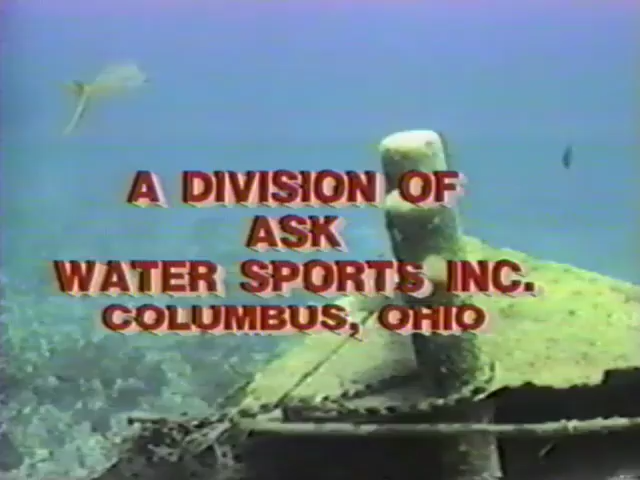 A DIVISION OF
ASK
WATER SPORTS INC.
COLUMBUS, OHIO